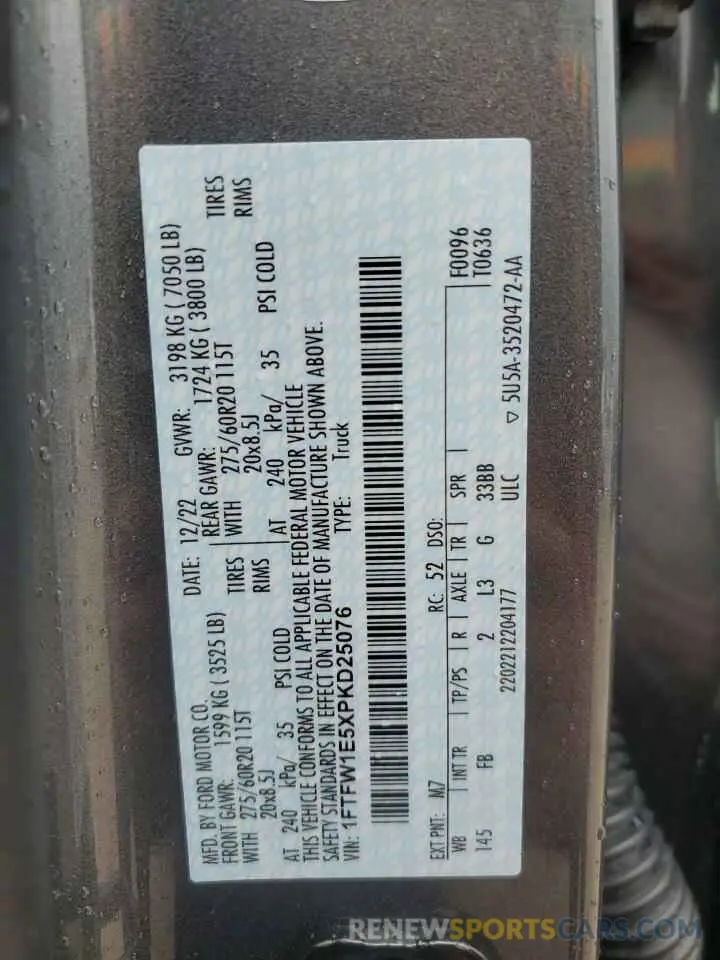 MFD. BY FORD MOTOR CO.
DATE: 12/22 GVWR: 3198 KG ( 7050 LB)
FRONT GAWR: 1599 KG ( 3525 LB)
REAR GAWR: 1724 KG ( 3800 LB)
WITH 275/60R20 115T TIRES WITH 275/60R20 115T TIRES
20x8.5J RIMS 20x8.5J RIMS
AT 240 kPa/ 35 PSI COLD AT 240 kPa/ 35 PSI COLD
THIS VEHICLE CONFORMS TO ALL APPLICABLE FEDERAL MOTOR VEHICLE
SAFETY STANDARDS IN EFFECT ON THE DATE OF MANUFACTURE SHOWN ABOVE.
VIN: 1FTFW1E5XPKD25076 TYPE: Truck
EXT PNT: M7 RC: 52 DSO: F0096
WB INT TR TP/PS R AXLE TR SPR T0636
145 FB 2 L3 G 33BB
2202212204177 ULC ▽ 5U5A-3520472-AA
RENEWSPORTSCARS.COM